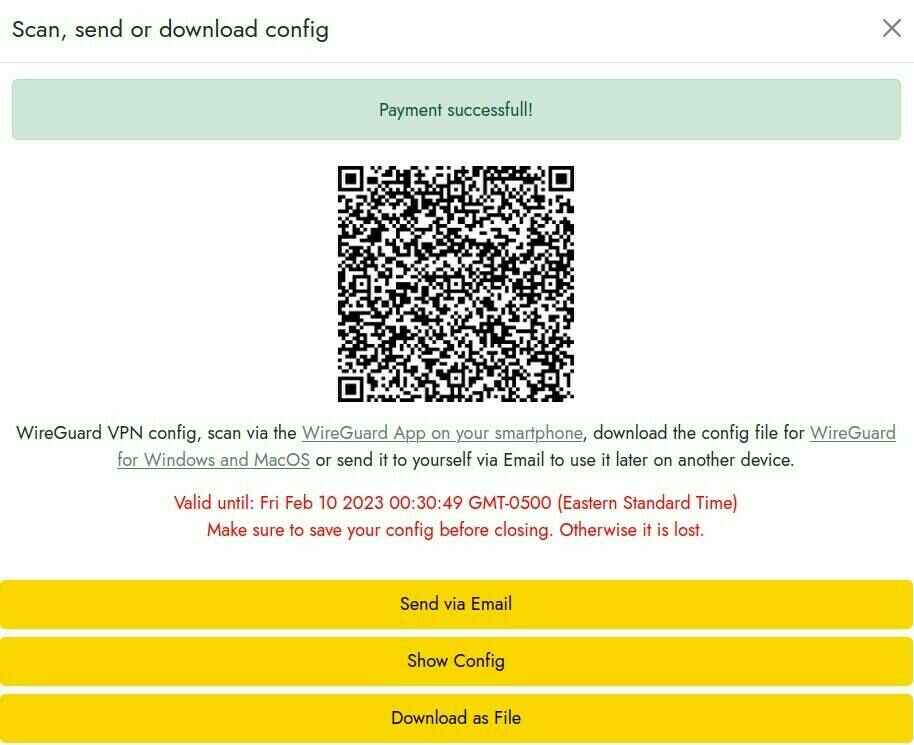 Scan, send or download config
Payment successfull!
WireGuard VPN config, scan via the WireGuard App on your smartphone, download the config file for WireGuard
for Windows and MacOS or send it to yourself via Email to use it later on another device.
Valid until: Fri Feb 10 2023 00:30:49 GMT-0500 (Eastern Standard Time)
Make sure to save your config before closing. Otherwise it is lost.
Send via Email
Show Config
Download as File